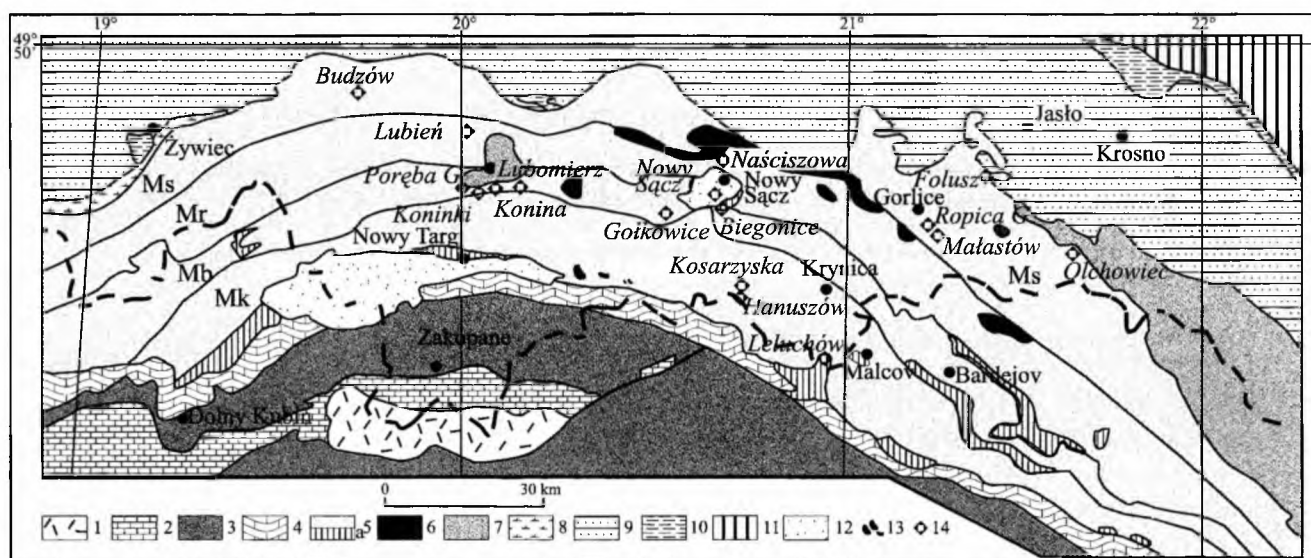 19° 20° 21° 22°
49°
50'
Budzów
Jasło
Lubień
Krosno
Żywiec
Naściszowa
Lubomierz
Nowy
Sącz
Nowy
Sącz
Poręba G
Folusz
Ms
Gorlice
Konina
Ropica G
Koninki
Mr
Gołkowice
Biegonice
Małastów
Nowy Targ
Olchowiec
Mb
Kosarzyska
Krynica
Ms
Mk
Hanuszów
Zakopane
Leluchów
Malcov
Bardejov
Dolny Kubin
0 30 km
1 2 3 4 a 5 6 7 8 9 10 11 12 13 14